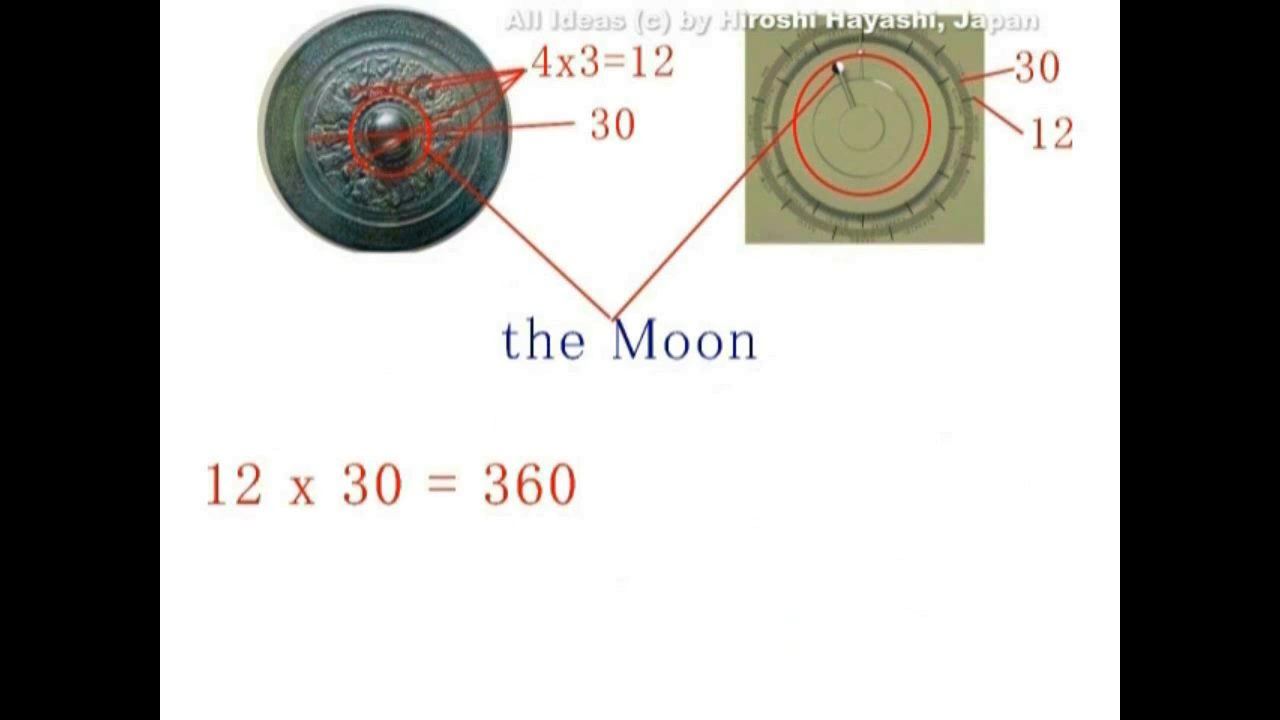 All Ideas (c) by Hiroshi Hayashi, Japan
4x3=12
30
30
12
the Moon
12 x 30 = 360